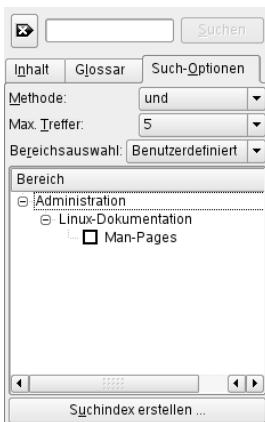 Suchen
Inhalt Glossar Such-Optionen
Methode: und
Max. Treffer: 5
Bereichsauswahl: Benutzerdefiniert
Bereich
Administration
Linux-Dokumentation
Man-Pages
Suchindex erstellen ...